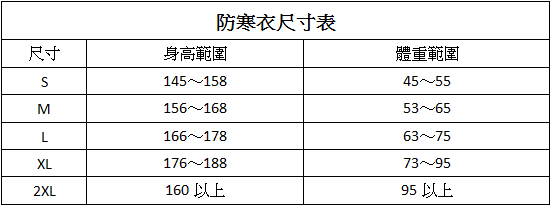 防寒衣尺寸表
尺寸 身高範圍 體重範圍
S 145～158 45～55
M 156～168 53～65
L 166～178 63～75
XL 176～188 73～95
2XL 160 以上 95 以上